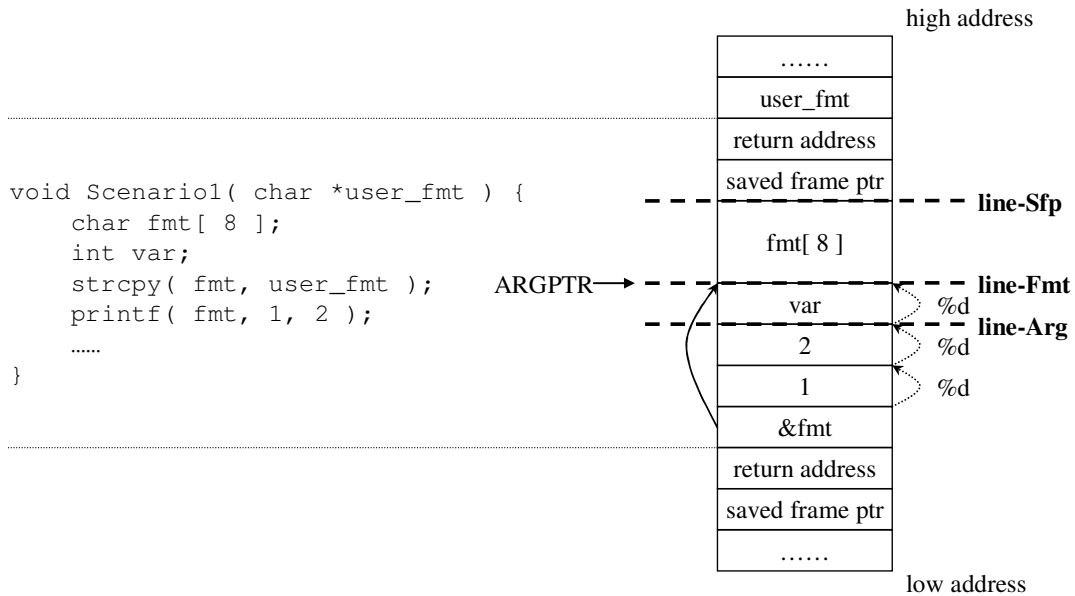 high address
……
user_fmt
return address
saved frame ptr
line-Sfp
void Scenario1( char *user_fmt ) {
char fmt[ 8 ];
int var;
strcpy( fmt, user_fmt );
printf( fmt, 1, 2 );
……
}
fmt[ 8 ]
ARGPTR
line-Fmt
var
%d
line-Arg
2
%d
1
%d
&fmt
return address
saved frame ptr
……
low address